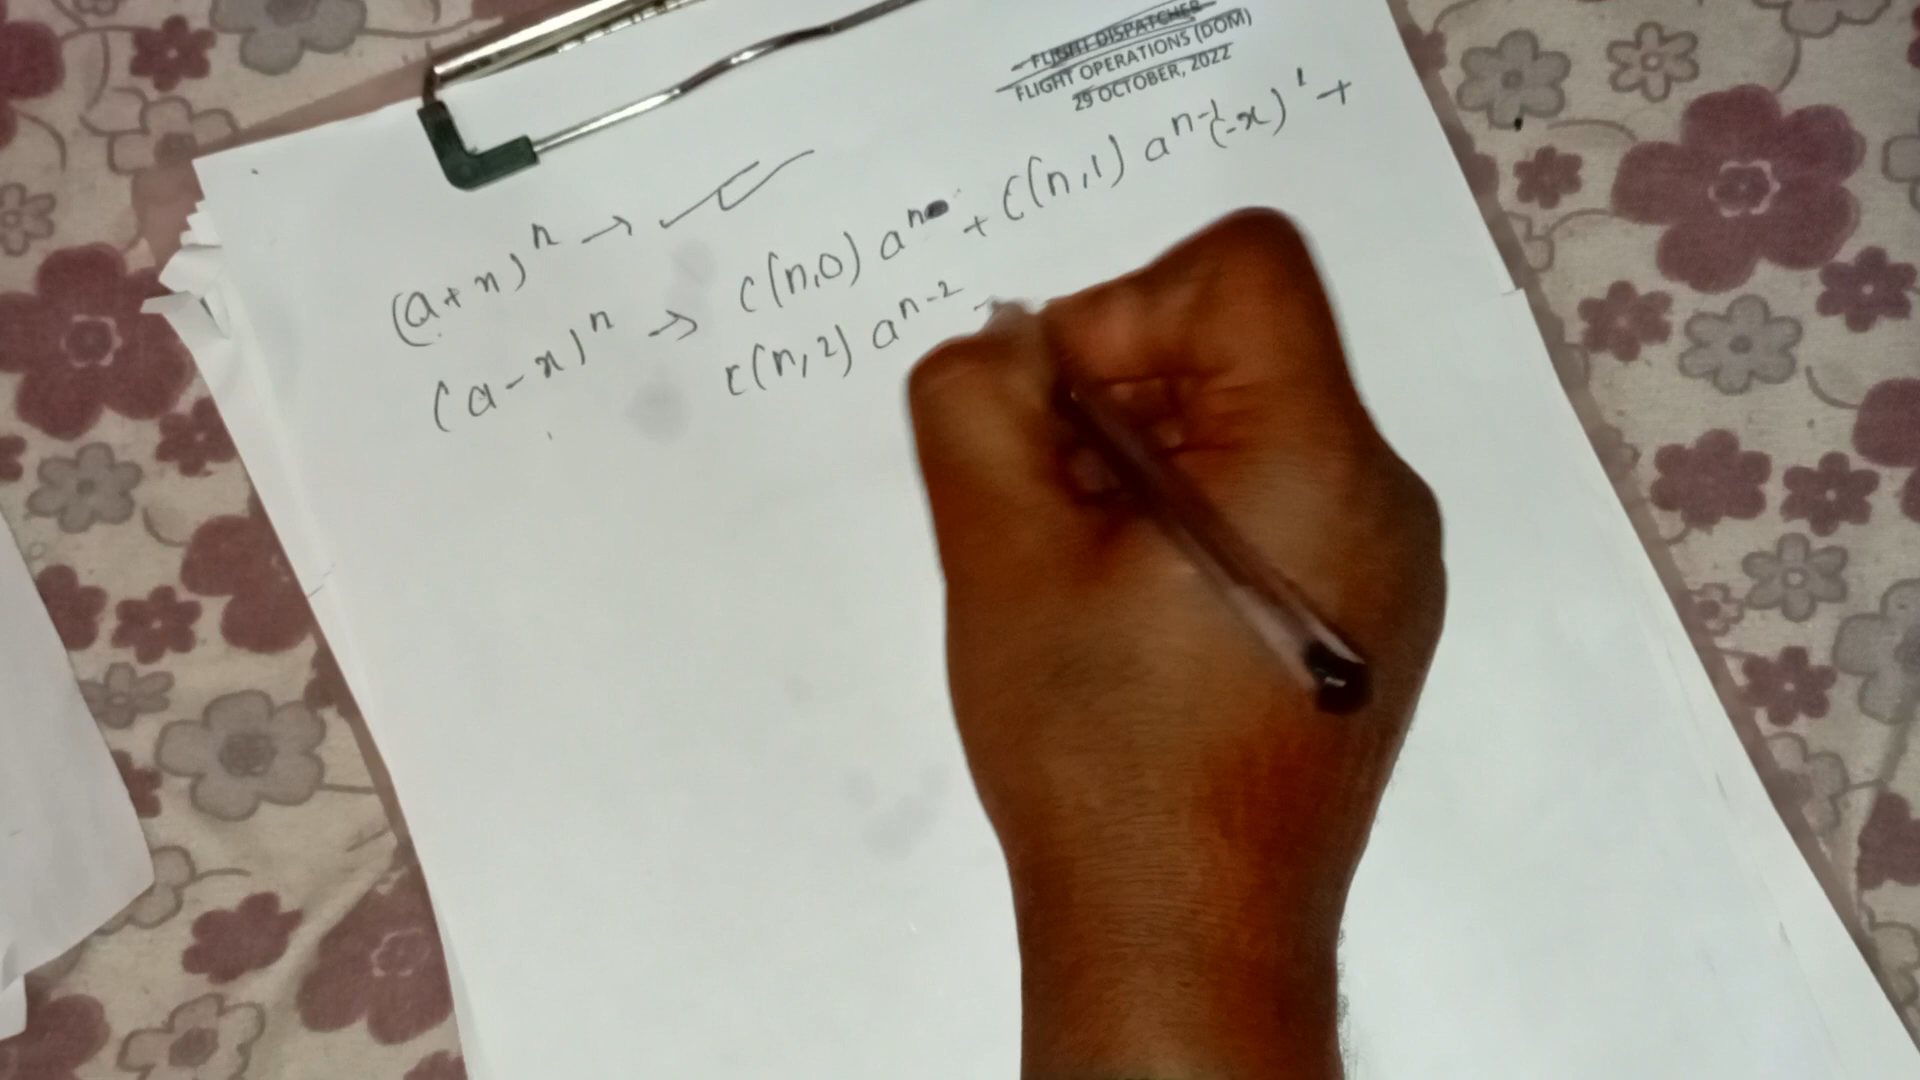 FLIGHT DISPATCHER
FLIGHT OPERATIONS (DOM)
29 OCTOBER, 2022
(a+x)^n →
(a-x)^n → C(n,0) a^n + C(n,1) a^{n-1} (-x)^1 +
C(n,2) a^{n-2}